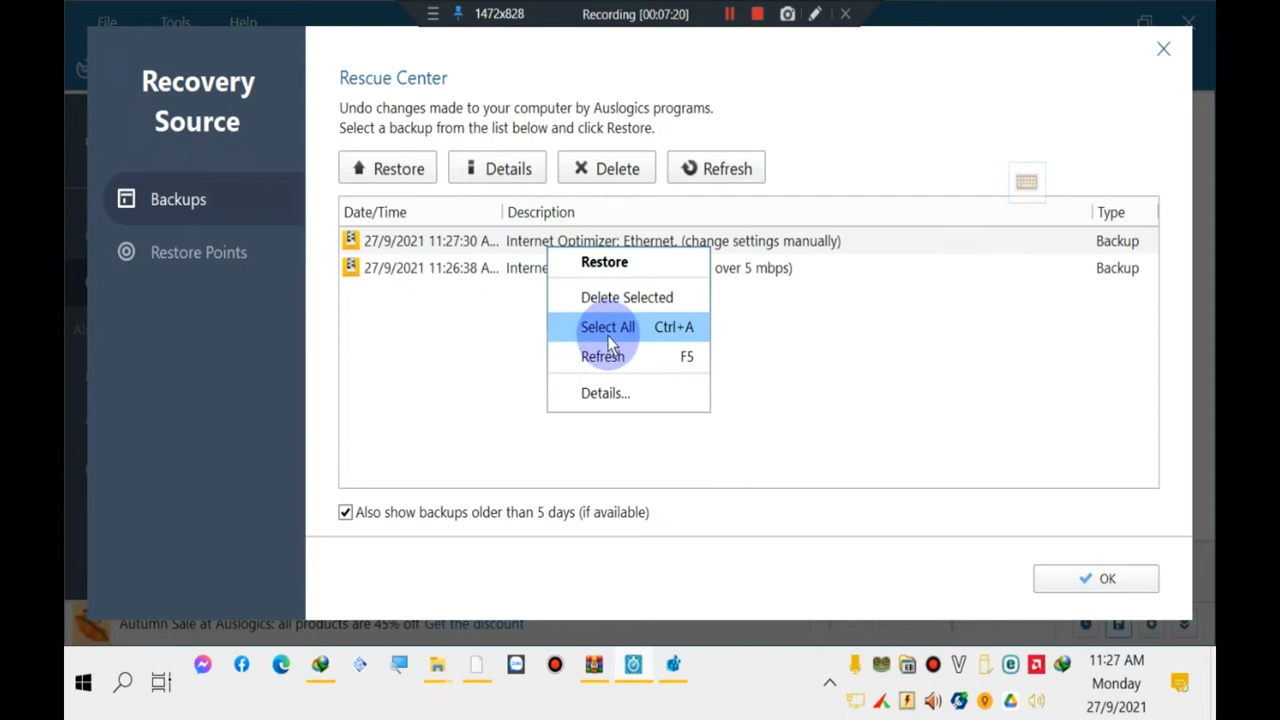 File Tools Help
1472x828 Recording [00:07:20]
Recovery
Source
Backups
Restore Points
Rescue Center
Undo changes made to your computer by Auslogics programs.
Select a backup from the list below and click Restore.
Restore Details Delete Refresh
Date/Time Description Type
27/9/2021 11:27:30 A... Internet Optimizer: Ethernet. (change settings manually) Backup
27/9/2021 11:26:38 A... over 5 mbps) Backup
Restore
Delete Selected
Select All Ctrl+A
Refresh F5
Details...
Also show backups older than 5 days (if available)
OK
Autumn Sale at Auslogics: all products are 45% off Get the discount
11:27 AM
Monday
27/9/2021